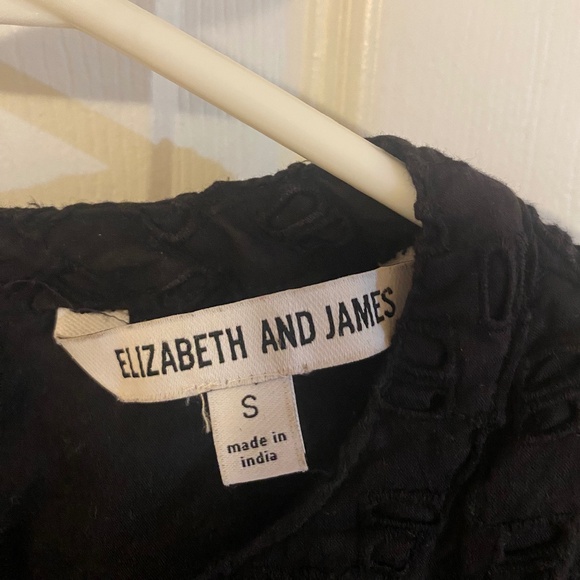 ELIZABETH AND JAMES
S
made in
india